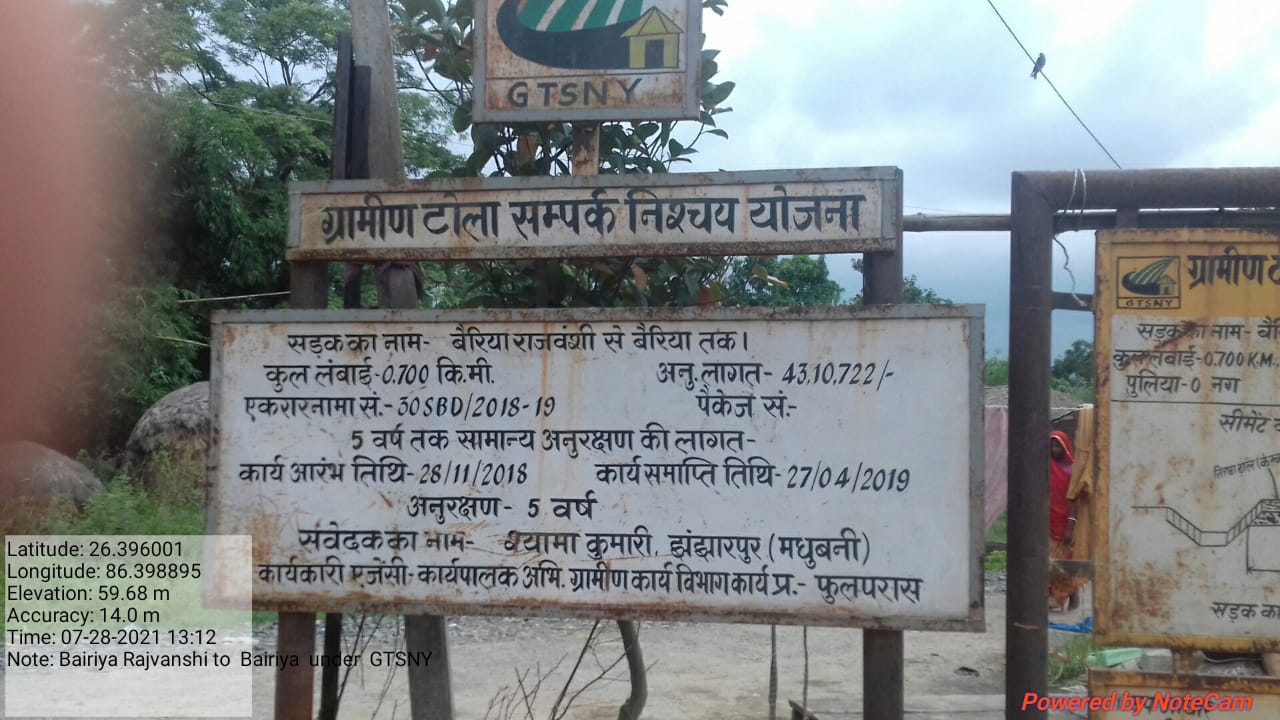 GTSNY
ग्रामीण टोला सम्पर्क निश्चय योजना
सड़क का नाम- बैरिया राजवंशी से बैरिया तक।
कुल लंबाई-0.700 कि.मी. अनु.लागत- 43,10,722/-
एकरारनामा सं.- 30SBD/2018-19 पैकेज सं.-
5 वर्ष तक सामान्य अनुरक्षण की लागत-
कार्य आरंभ तिथि-28/11/2018 कार्य समाप्ति तिथि-27/04/2019
अनुरक्षण- 5 वर्ष
संवेदक का नाम- श्यामा कुमारी, झंझारपुर (मधुबनी)
कार्यकारी एजेंसी-कार्यपालक अभि. ग्रामीण कार्य विभाग कार्य प्र.- फुलपरास
GTSNY
ग्रामीण
सड़क का नाम-
कुल लंबाई-0.700 K.M.
पुलिया-0 नग
सीमेंट
सड़क
Latitude: 26.396001
Longitude: 86.398895
Elevation: 59.68 m
Accuracy: 14.0 m
Time: 07-28-2021 13:12
Note: Bairiya Rajvanshi to Bairiya under GTSNY
Powered by NoteCam